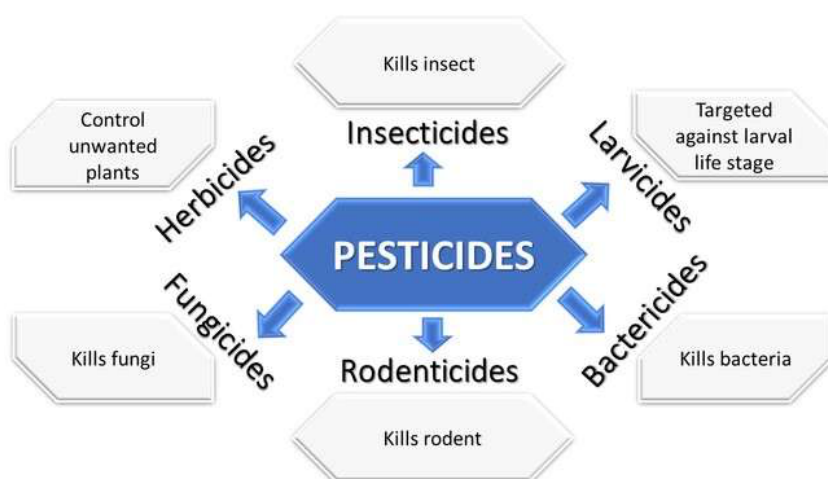 Kills insect
Insecticides
Control
unwanted
plants
Herbicides
Targeted
against larval
life stage
Larvicides
PESTICIDES
Fungicides
Kills fungi
Rodenticides
Kills rodent
Bactericides
Kills bacteria